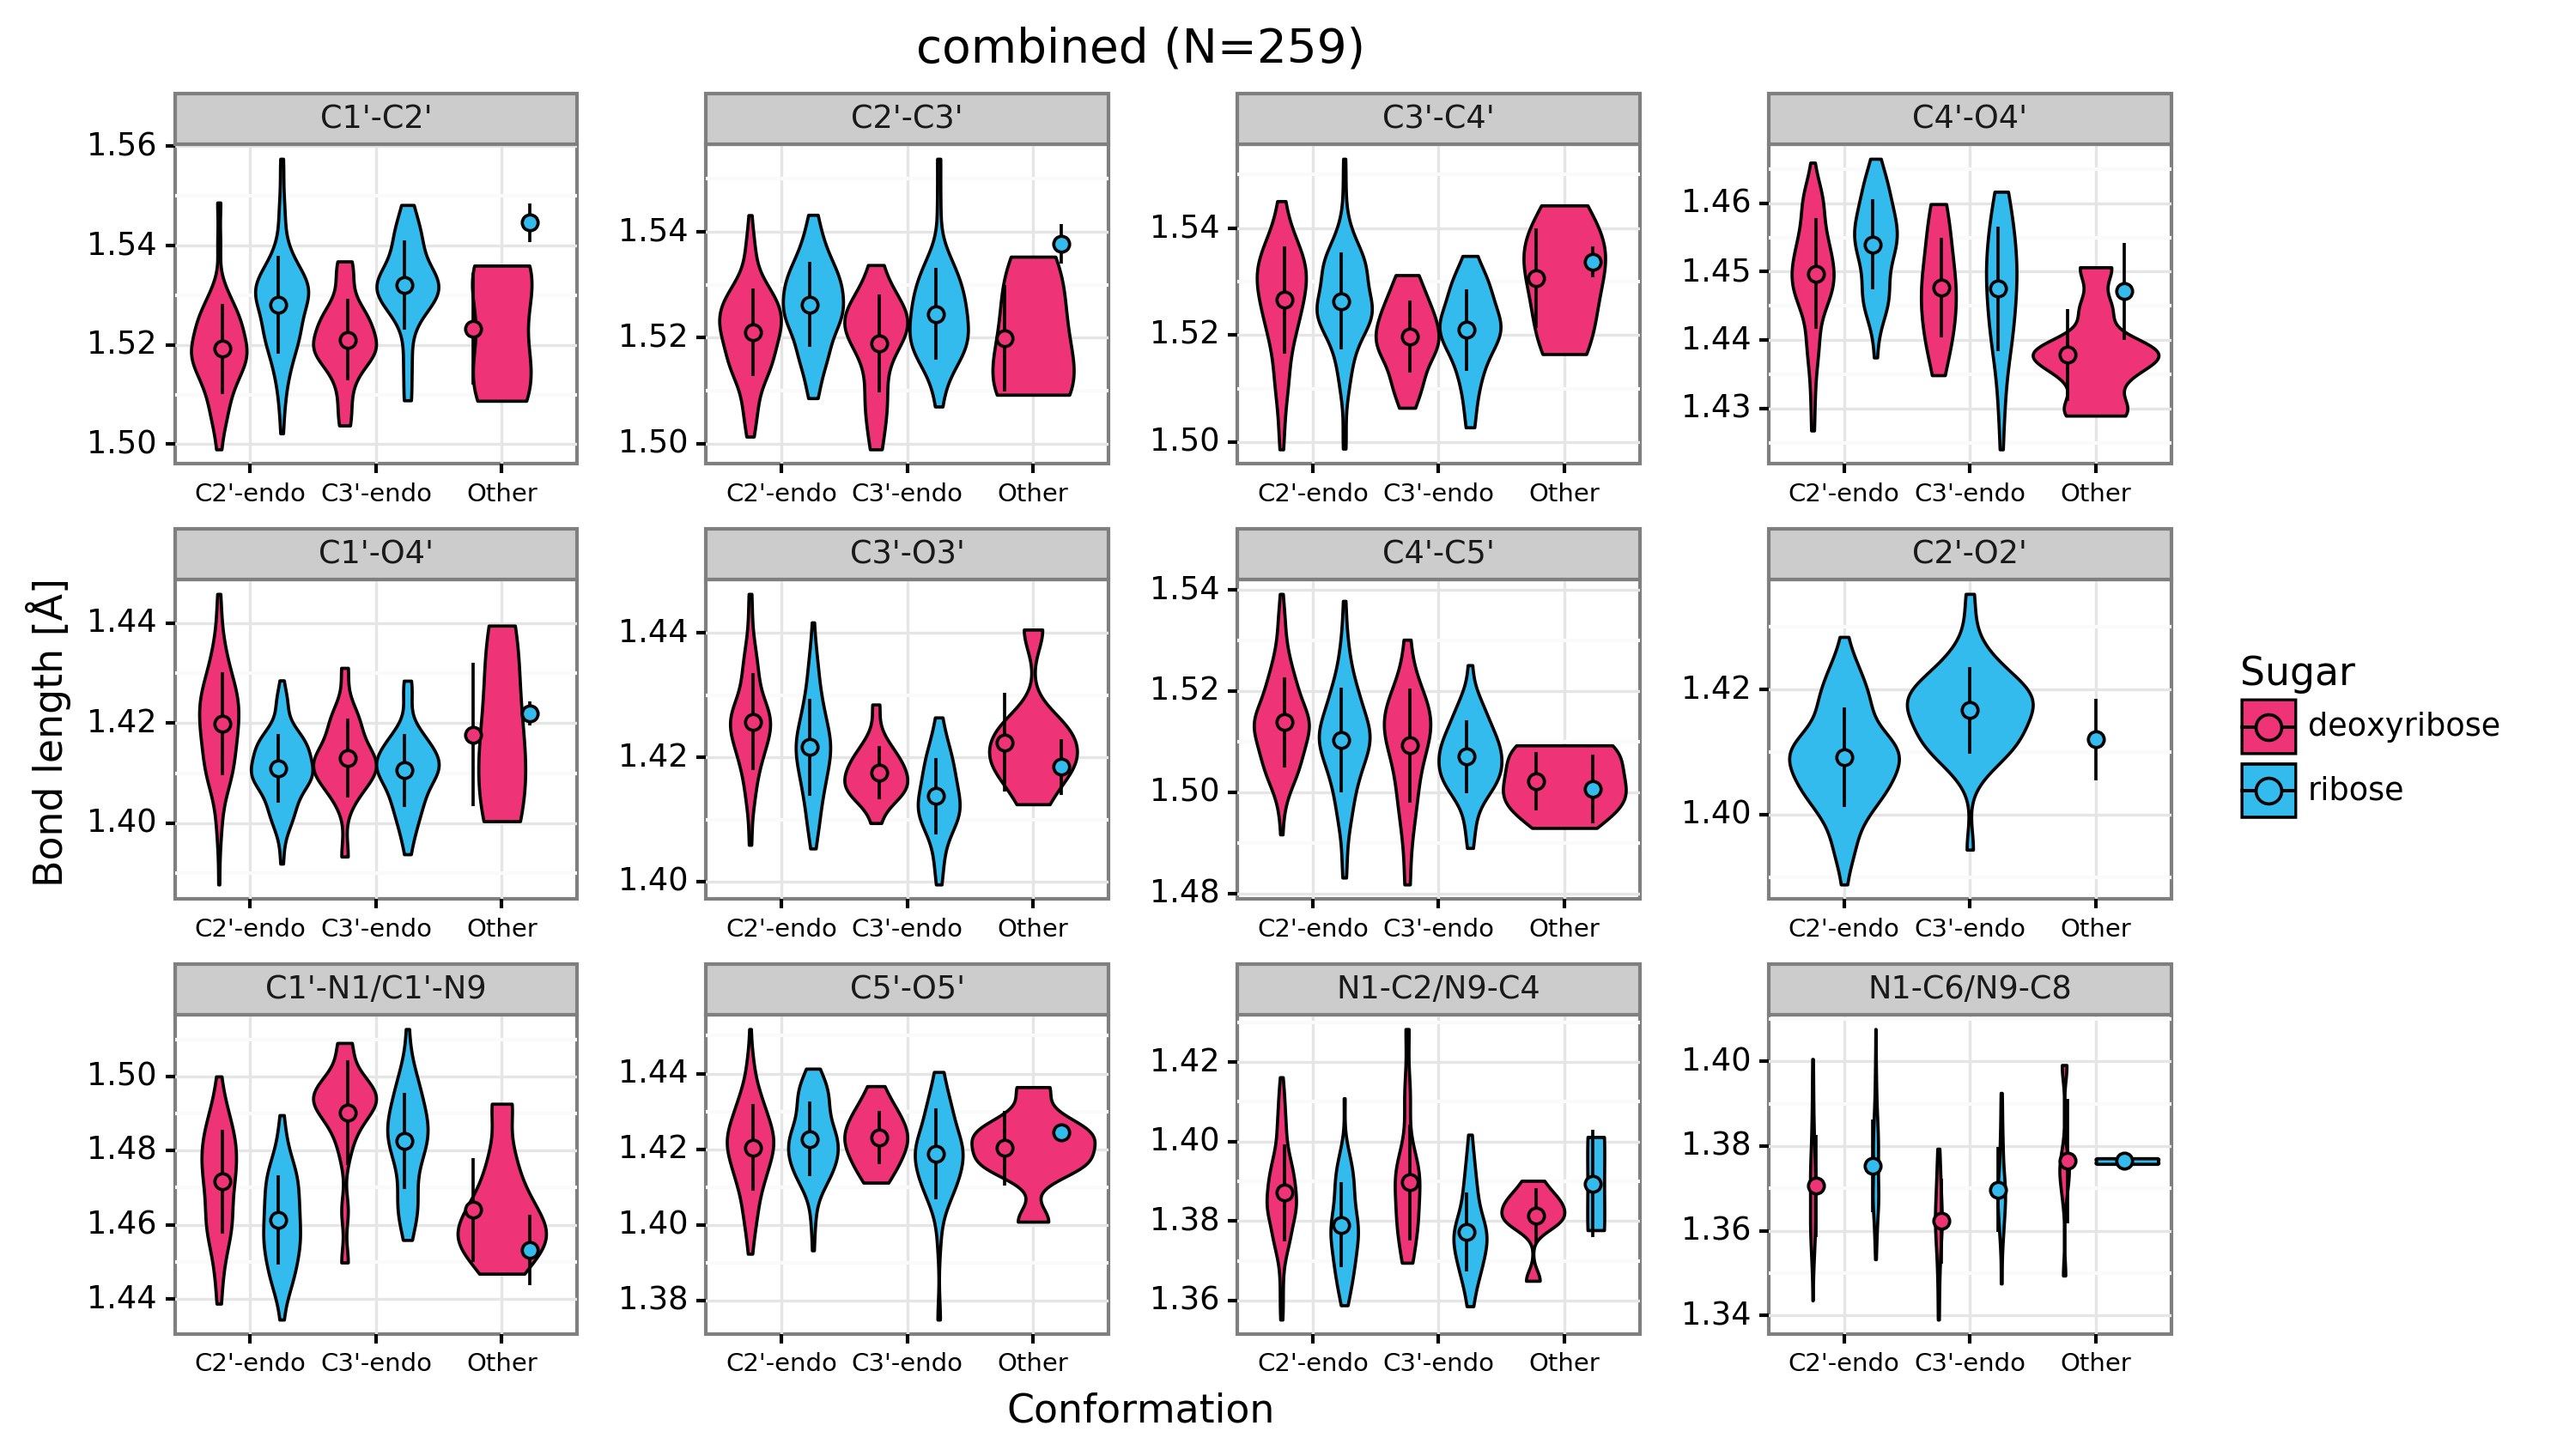 combined (N=259)
C1'-C2'
C2'-C3'
C3'-C4'
C4'-O4'
1.56
1.54
1.52
1.50
1.54
1.52
1.50
1.54
1.52
1.50
1.46
1.45
1.44
1.43
C2'-endo C3'-endo Other
C2'-endo C3'-endo Other
C2'-endo C3'-endo Other
C2'-endo C3'-endo Other
C1'-O4'
C3'-O3'
C4'-C5'
C2'-O2'
Bond length [Å]
1.44
1.42
1.40
1.44
1.42
1.40
1.54
1.52
1.50
1.48
1.42
1.40
C2'-endo C3'-endo Other
C2'-endo C3'-endo Other
C2'-endo C3'-endo Other
C2'-endo C3'-endo Other
Sugar
deoxyribose
ribose
C1'-N1/C1'-N9
C5'-O5'
N1-C2/N9-C4
N1-C6/N9-C8
1.50
1.48
1.46
1.44
1.44
1.42
1.40
1.38
1.42
1.40
1.38
1.36
1.40
1.38
1.36
1.34
C2'-endo C3'-endo Other
C2'-endo C3'-endo Other
C2'-endo C3'-endo Other
C2'-endo C3'-endo Other
Conformation